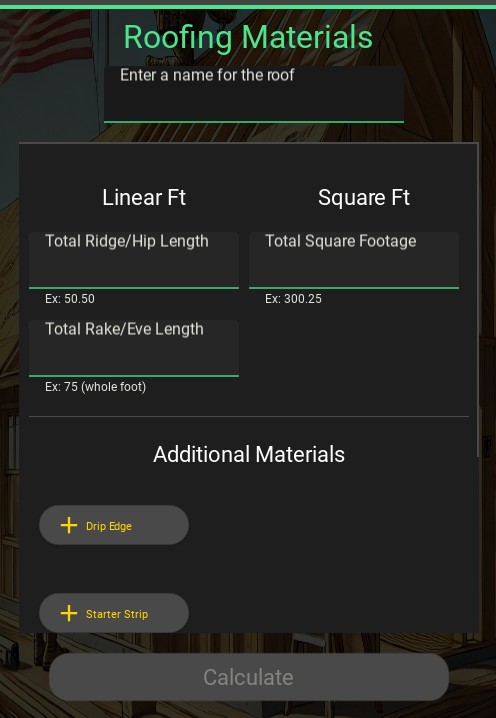 Roofing Materials
Enter a name for the roof
Linear Ft
Square Ft
Total Ridge/Hip Length
Total Square Footage
Ex: 50.50
Ex: 300.25
Total Rake/Eve Length
Ex: 75 (whole foot)
Additional Materials
+ Drip Edge
+ Starter Strip
Calculate